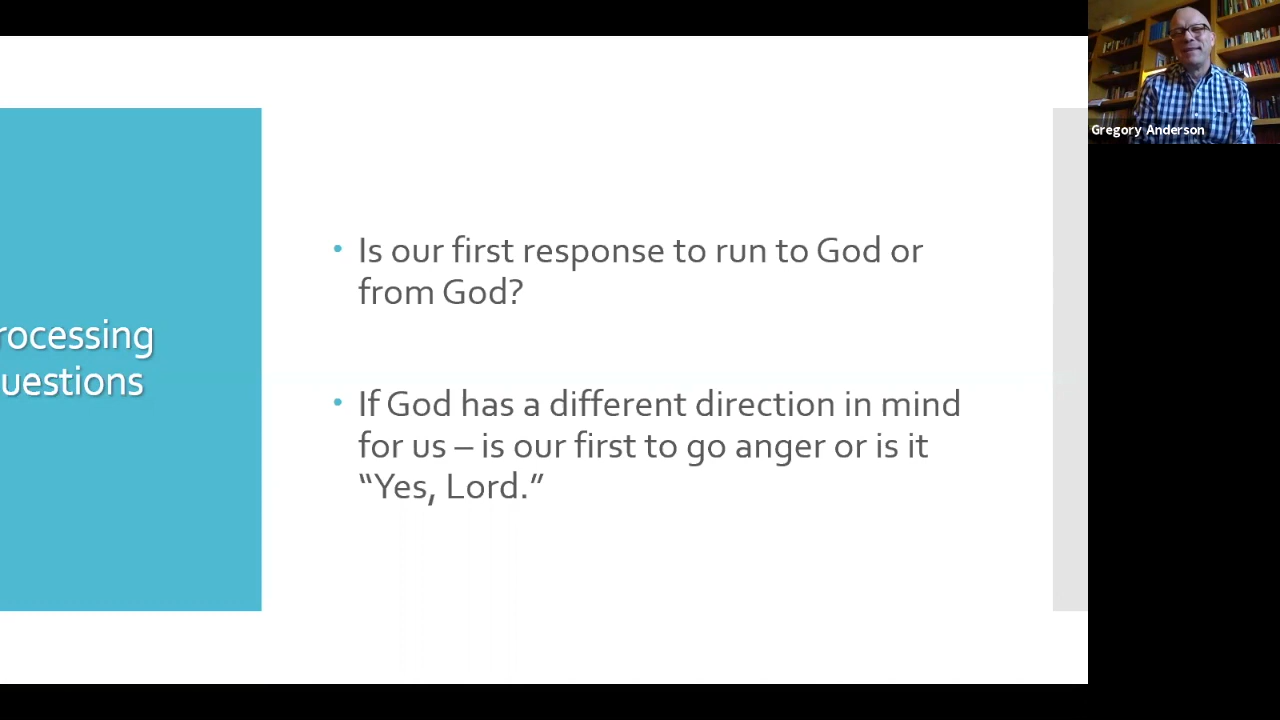 rocessing
uestions
• Is our first response to run to God or
from God?
• If God has a different direction in mind
for us – is our first to go anger or is it
“Yes, Lord.”
Gregory Anderson